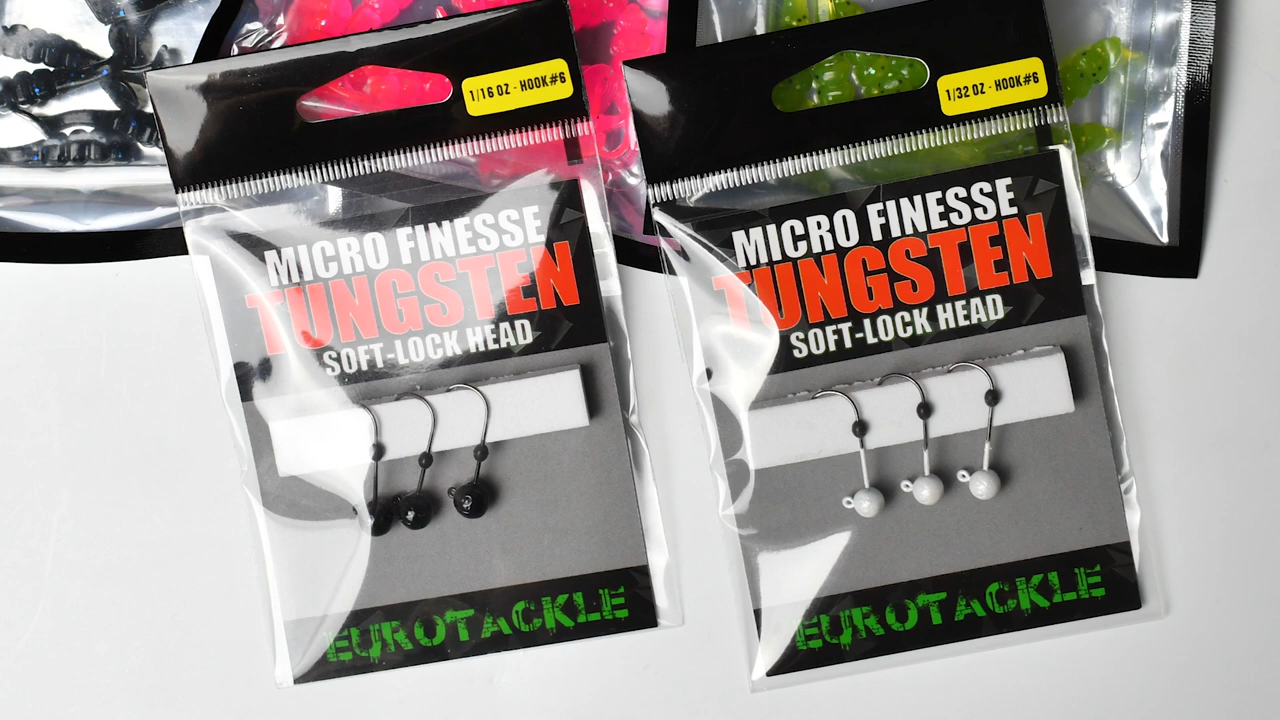 1/16 OZ - HOOK#6
MICRO FINESSE
TUNGSTEN
SOFT-LOCK HEAD
EUROTACKLE
1/32 OZ - HOOK#6
MICRO FINESSE
TUNGSTEN
SOFT-LOCK HEAD
EUROTACKLE